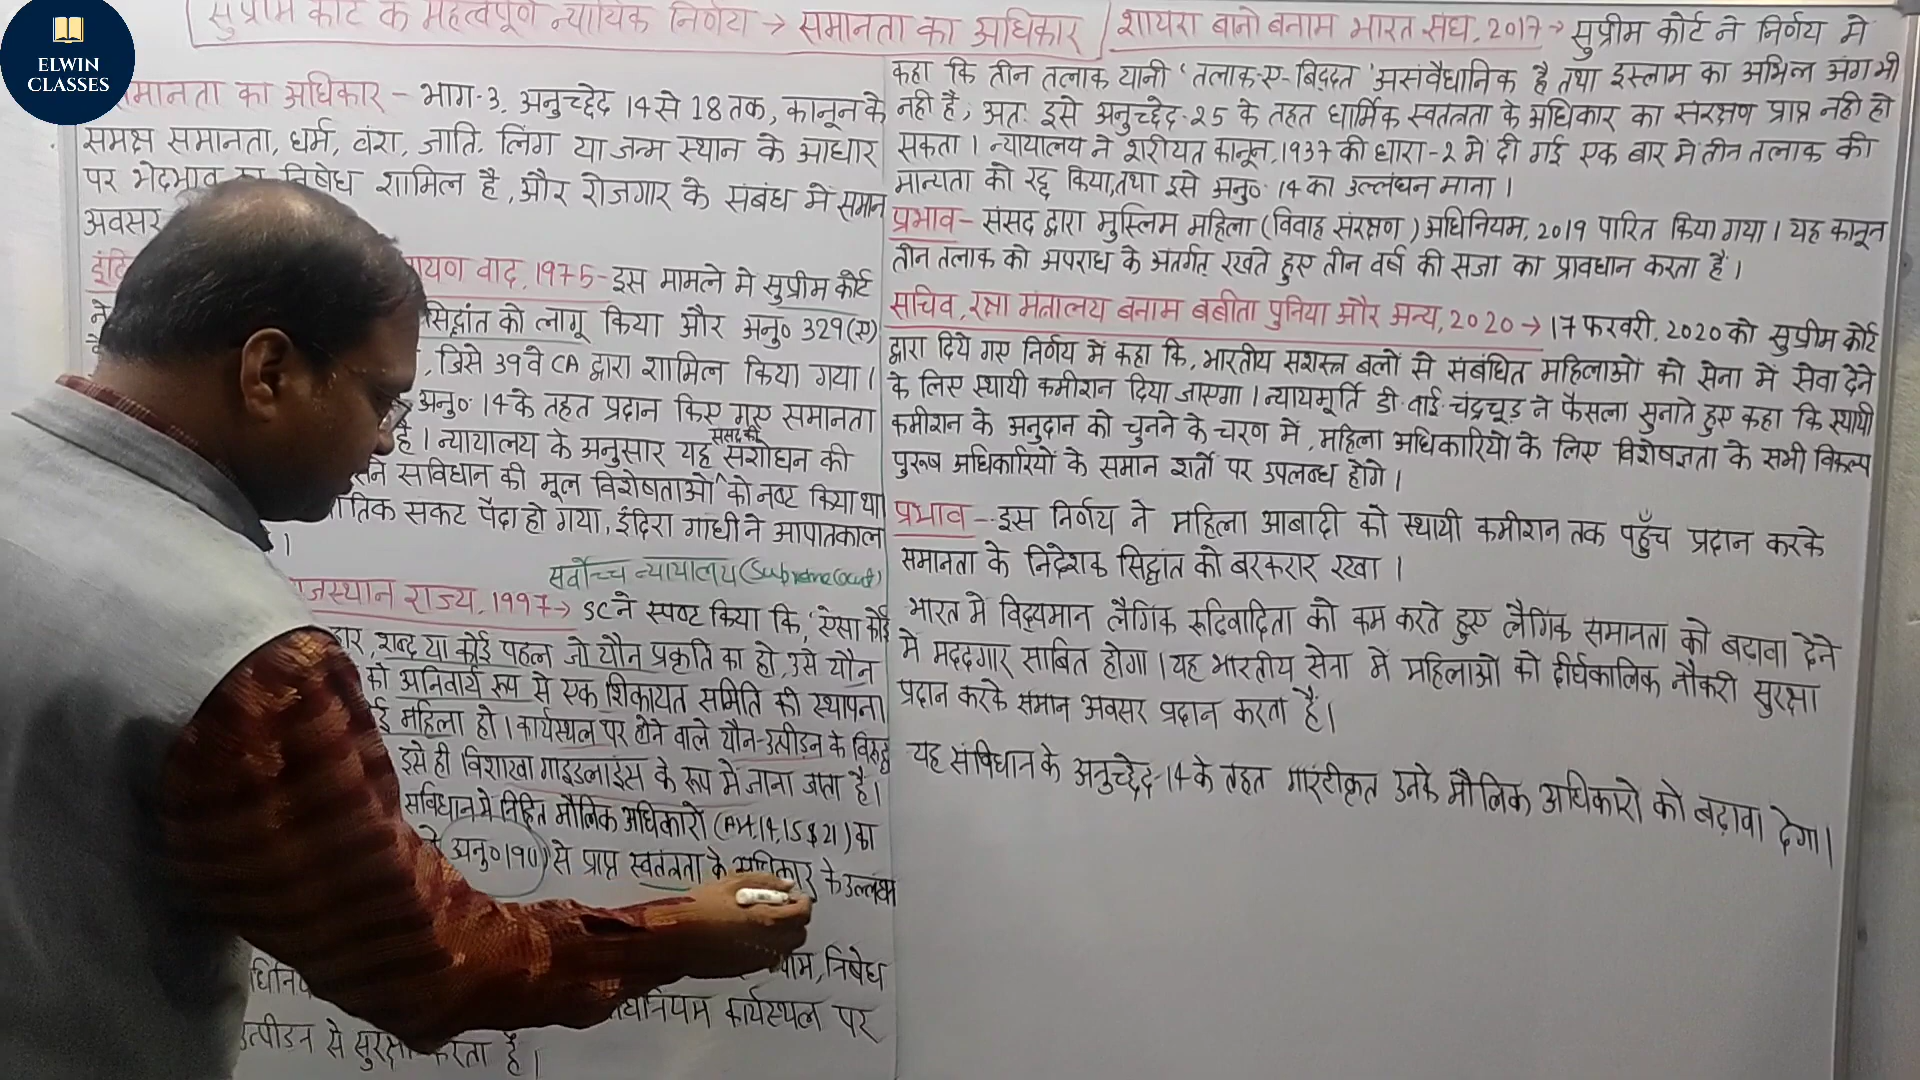 ELWIN
CLASSES
सुप्रीम कोर्ट के महत्वपूर्ण न्यायिक निर्णय → समानता का अधिकार
समानता का अधिकार - भाग-3, अनुच्छेद 14 से 18 तक, कानून के
समक्ष समानता, धर्म, वंश, जाति, लिंग या जन्म स्थान के आधार
पर भेदभाव का निषेध शामिल है, और रोजगार के संबंध में समान
अवसर
वाद, 1975 - इस मामले मे सुप्रीम कोर्ट
ने सिद्धांत को लागू किया और अनु० 329(ए)
, जिसे 39वे CA द्वारा शामिल किया गया।
अनु० 14 के तहत प्रदान किए गए समानता
है। न्यायालय के अनुसार यह संशोधन की
संसद की
संविधान की मूल विशेषताओं को नष्ट किया था
संकट पैदा हो गया, इंदिरा गांधी ने आपातकाल
।
सर्वोच्च न्यायालय (Supreme Court)
राजस्थान राज्य, 1997 → SC ने स्पष्ट किया कि, 'ऐसा कोई
शब्द या कोई पहल जो यौन प्रकृति का हो, उसे यौन
को अनिवार्य रूप से एक शिकायत समिति की स्थापना
महिला हो। कार्यस्थल पर होने वाले यौन-उत्पीड़न के विरुद्ध
इसे ही विशाखा गाइडलाइंस के रूप में जाना जाता है।
संविधान मे निहित मौलिक अधिकारो (Art. 14, 15 & 21) का
अनु० 19(1) से प्राप्त स्वतंत्रता के अधिकार के उल्लंघन
निषेध
कार्यस्थल पर
उत्पीडन से सुरक्षा करता है।
शायरा बानो बनाम भारत संघ, 2017 → सुप्रीम कोर्ट ने निर्णय मे
कहा कि तीन तलाक यानी 'तलाक-ए-बिद्दत' असंवैधानिक है तथा इस्लाम का अभिन्न अंग भी
नही है, अतः इसे अनुच्छेद-25 के तहत धार्मिक स्वतंत्रता के अधिकार का संरक्षण प्राप्त नही हो
सकता। न्यायालय ने शरीयत कानून, 1937 की धारा-2 मे दी गई एक बार मे तीन तलाक की
मान्यता को रद्द किया, तथा इसे अनु० 14 का उल्लंघन माना।
प्रभाव - संसद द्वारा मुस्लिम महिला (विवाह संरक्षण) अधिनियम, 2019 पारित किया गया। यह कानून
तीन तलाक को अपराध के अंतर्गत रखते हुए तीन वर्ष की सजा का प्रावधान करता है।
सचिव, रक्षा मंत्रालय बनाम बबीता पुनिया और अन्य, 2020 → 17 फरवरी, 2020 को सुप्रीम कोर्ट
द्वारा दिये गए निर्णय में कहा कि, भारतीय सशस्त्र बलों से संबंधित महिलाओं को सेना में सेवा देने
के लिए स्थायी कमीशन दिया जाएगा। न्यायमूर्ति डी. वाई. चंद्रचूड़ ने फैसला सुनाते हुए कहा कि स्थायी
कमीशन के अनुदान को चुनने के चरण में, महिला अधिकारियों के लिए विशेषज्ञता के सभी विकल्प
पुरूष अधिकारियों के समान शर्तो पर उपलब्ध होंगे।
प्रभाव - इस निर्णय ने महिला आबादी को स्थायी कमीशन तक पहुँच प्रदान करके
समानता के निर्देशक सिद्धांत को बरकरार रखा।
भारत मे विद्यमान लैंगिक रूढिवादिता को कम करते हुए लैंगिक समानता को बढ़ावा देने
मे मददगार साबित होगा। यह भारतीय सेना में महिलाओ को दीर्घकालिक नौकरी सुरक्षा
प्रदान करके समान अवसर प्रदान करता है।
यह संविधान के अनुच्छेद-14 के तहत गारंटीकृत उनके मौलिक अधिकारो को बढ़ावा देगा।